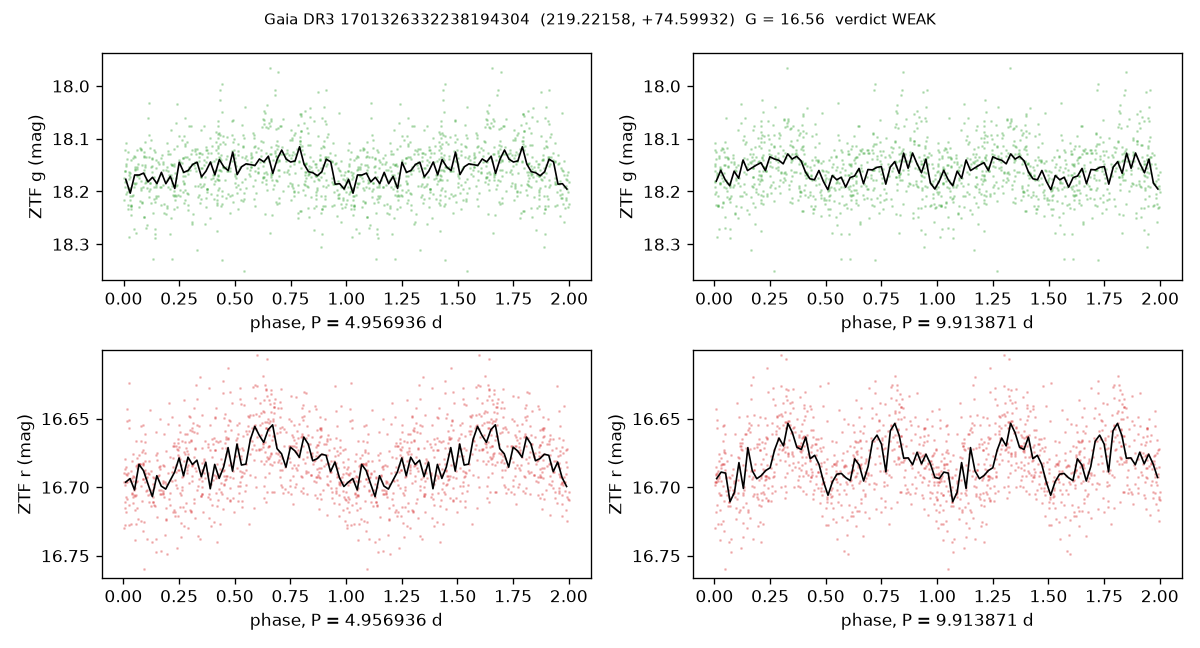 Gaia DR3 1701326332238194304 (219.22158, +74.59932) G = 16.56 verdict WEAK
ZTF g (mag)
18.0
18.1
18.2
18.3
0.00 0.25 0.50 0.75 1.00 1.25 1.50 1.75 2.00
phase, P = 4.956936 d
ZTF g (mag)
18.0
18.1
18.2
18.3
0.00 0.25 0.50 0.75 1.00 1.25 1.50 1.75 2.00
phase, P = 9.913871 d
ZTF r (mag)
16.65
16.70
16.75
0.00 0.25 0.50 0.75 1.00 1.25 1.50 1.75 2.00
phase, P = 4.956936 d
ZTF r (mag)
16.65
16.70
16.75
0.00 0.25 0.50 0.75 1.00 1.25 1.50 1.75 2.00
phase, P = 9.913871 d